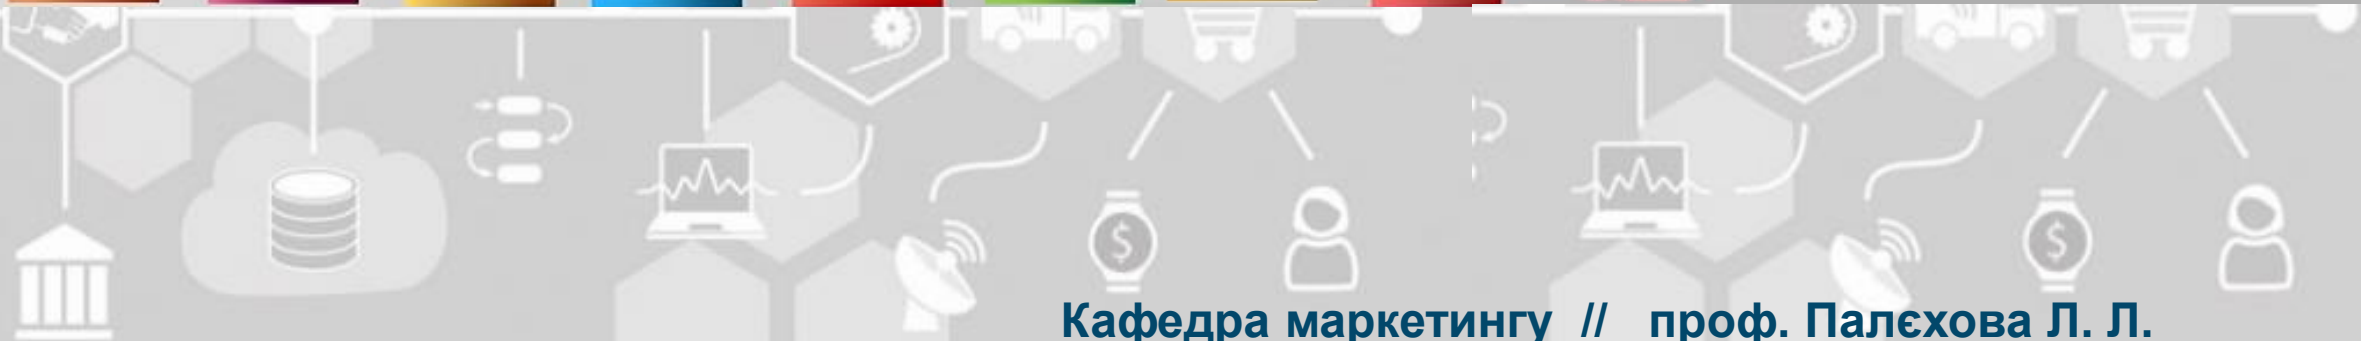 Кафедра маркетингу // проф. Палєхова Л. Л.